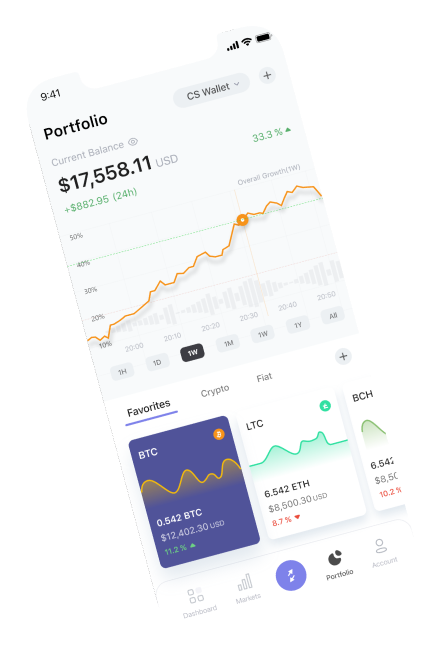 9:41
Portfolio
CS Wallet
Current Balance
$17,558.11 USD
33.3 %
+$882.95 (24h)
Overall Growth(1W)
50%
40%
30%
20%
10%
20:00
20:10
20:20
20:30
20:40
20:50
1H
1D
1W
1M
1W
1Y
All
Favorites
Crypto
Fiat
BTC
0.542 BTC
$12,402.30 USD
11.2 %
LTC
6.542 ETH
$8,500.30 USD
8.7 %
BCH
6.542
$8,50
10.2 %
Dashboard
Markets
Portfolio
Account